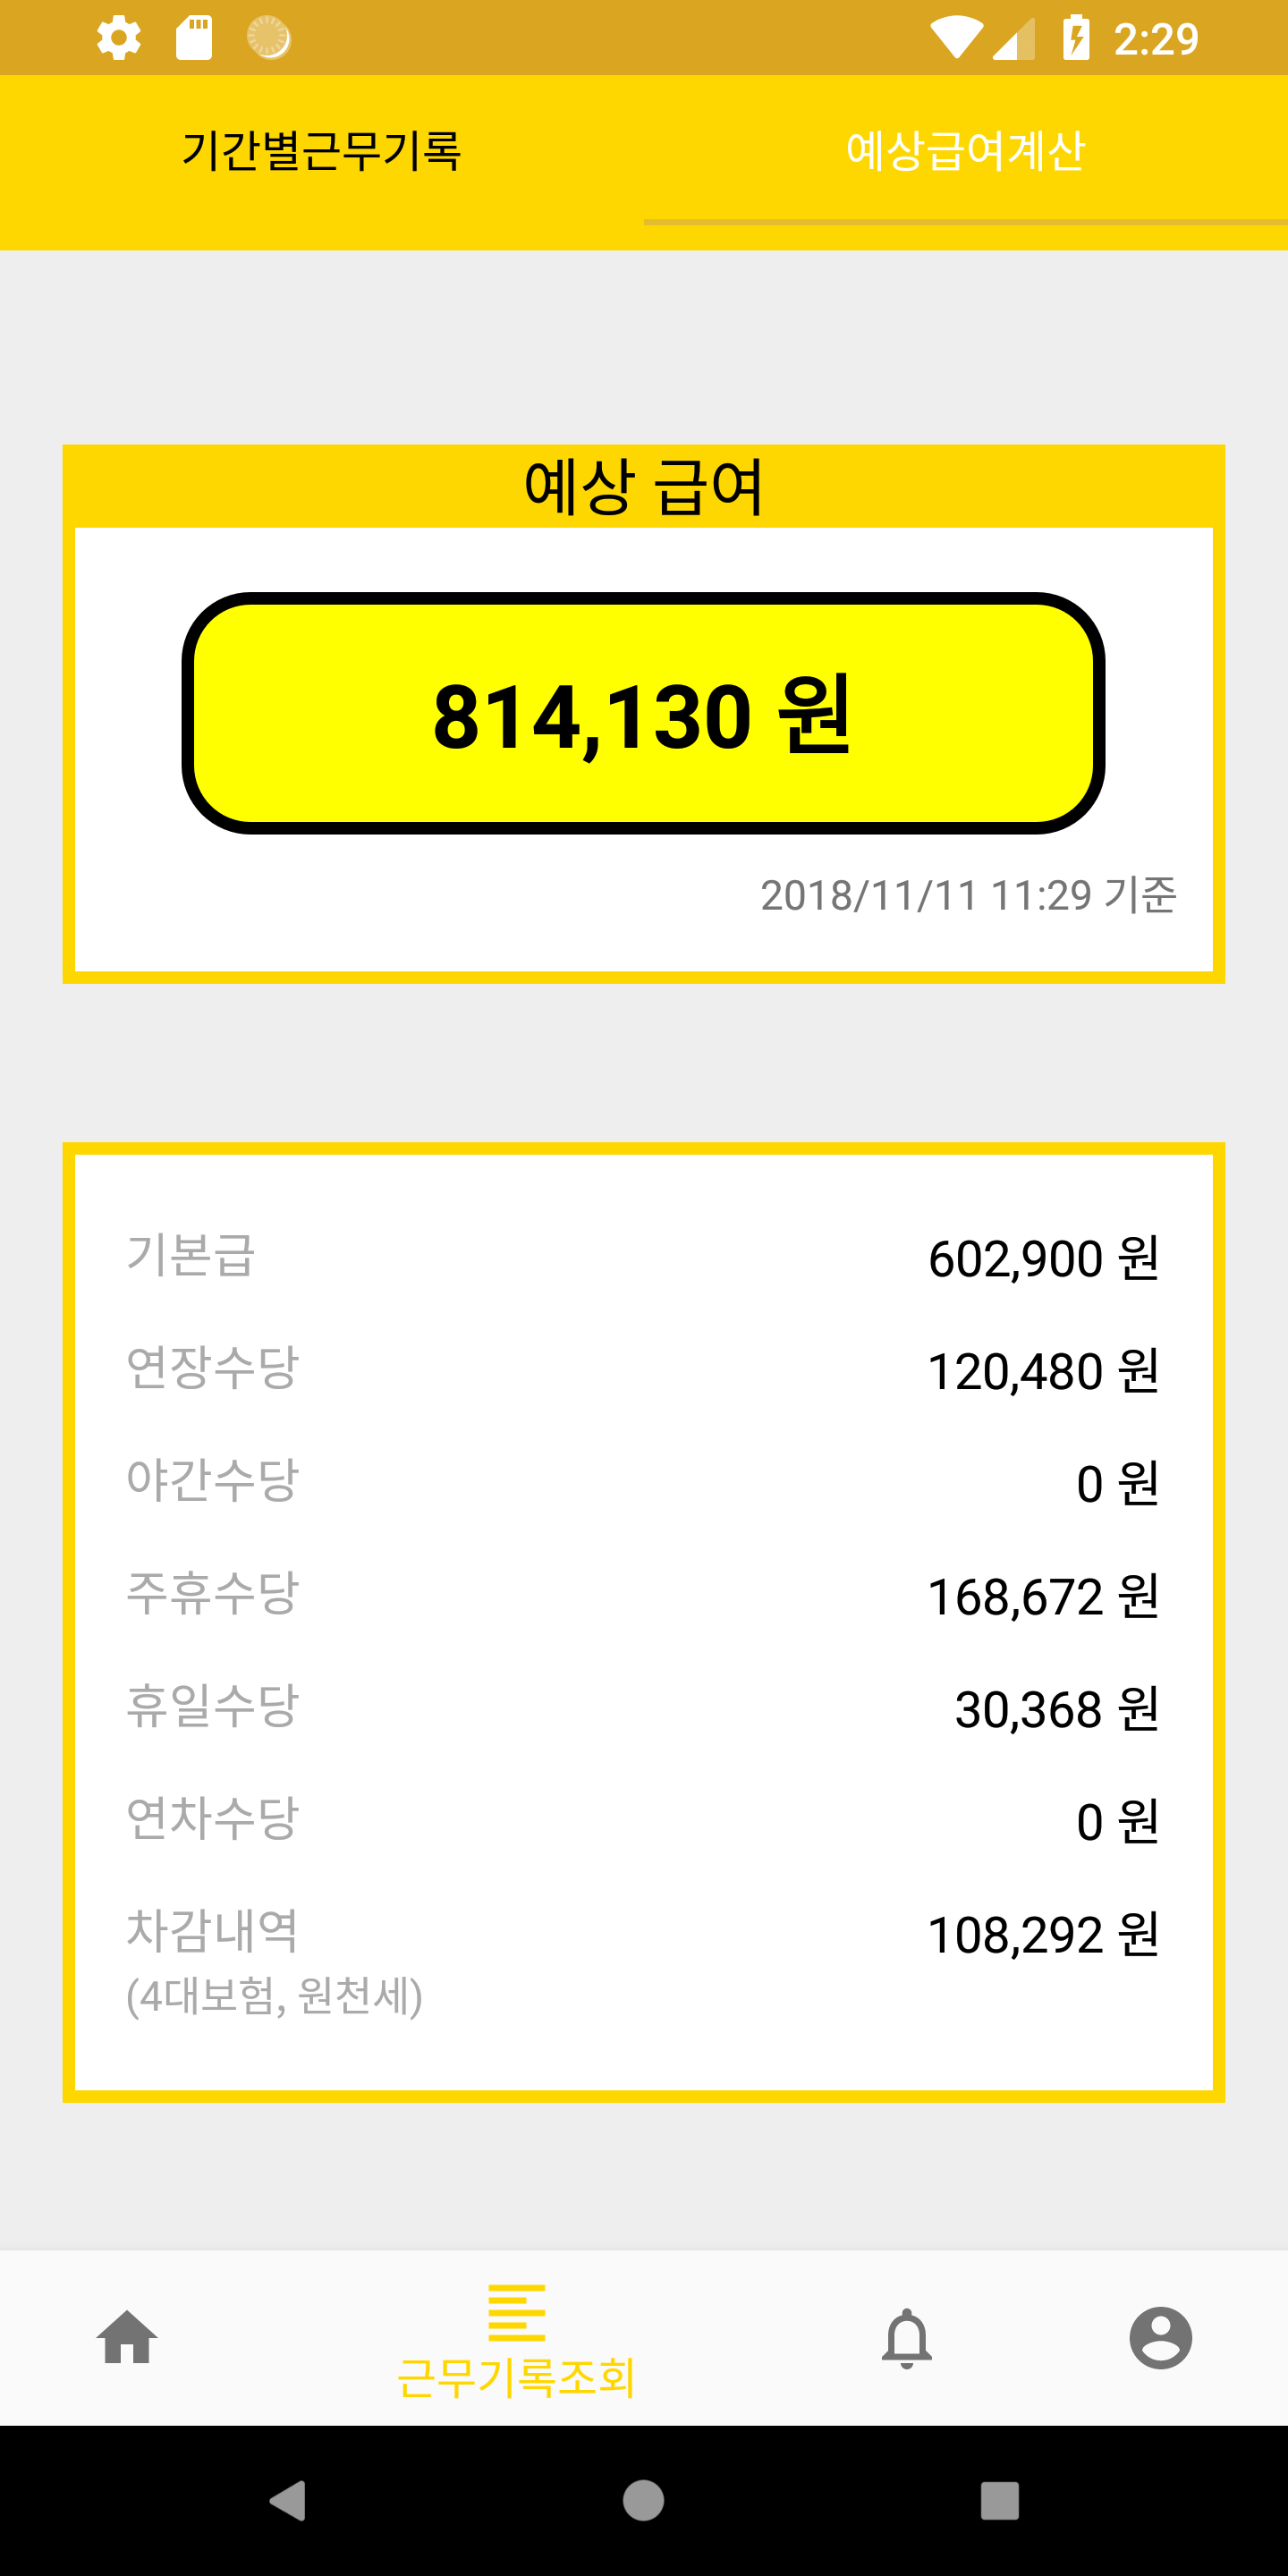 2:29
기간별근무기록 예상급여계산
예상 급여
814,130 원
2018/11/11 11:29 기준
기본급 602,900 원
연장수당 120,480 원
야간수당 0 원
주휴수당 168,672 원
휴일수당 30,368 원
연차수당 0 원
차감내역 108,292 원
(4대보험, 원천세)
근무기록조회